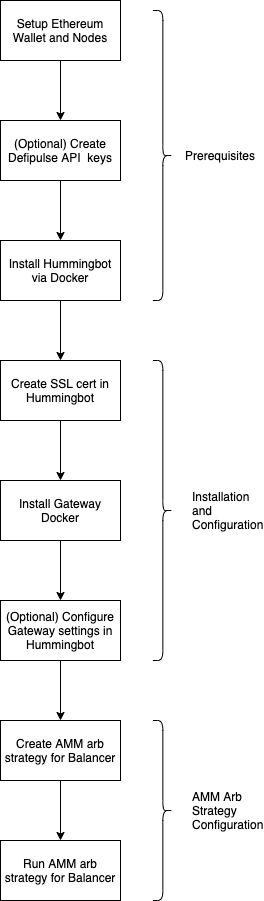 Setup Ethereum
Wallet and Nodes
(Optional) Create
Defipulse API keys
Prerequisites
Install Hummingbot
via Docker
Create SSL cert in
Hummingbot
Install Gateway
Docker
Installation
and
Configuration
(Optional) Configure
Gateway settings in
Hummingbot
Create AMM arb
strategy for Balancer
AMM Arb
Strategy
Configuration
Run AMM arb
strategy for Balancer